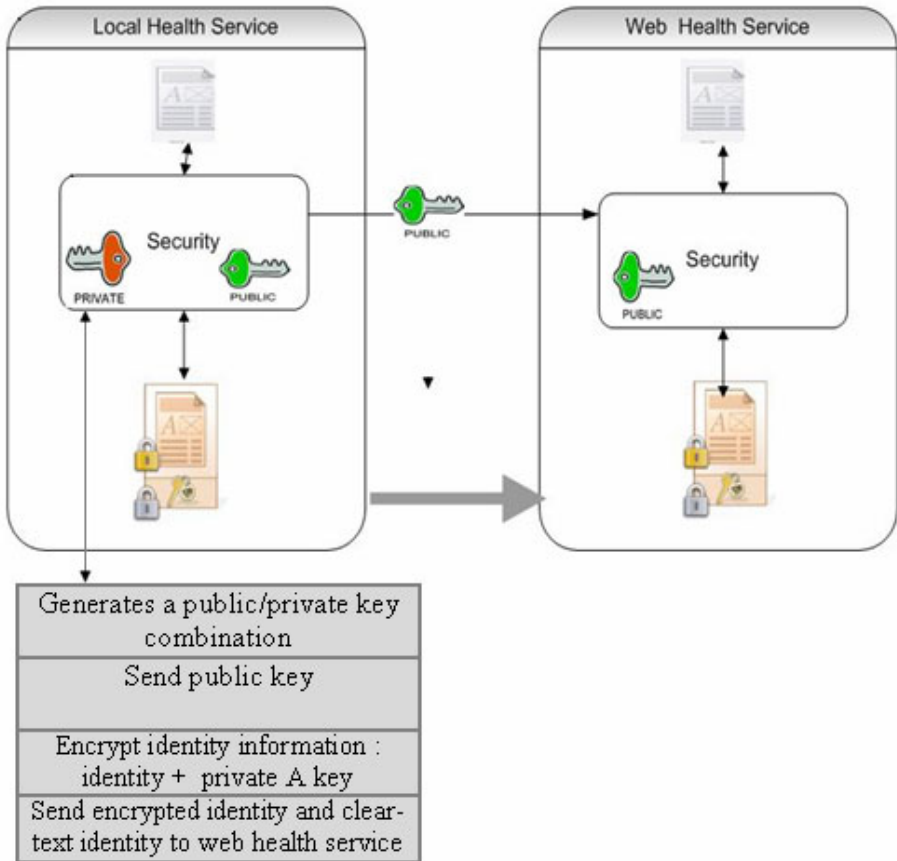 Local Health Service
Web Health Service
Security
PRIVATE
PUBLIC
PUBLIC
Security
PUBLIC
Generates a public/private key
combination
Send public key
Encrypt identity information :
identity + private A key
Send encrypted identity and clear-
text identity to web health service